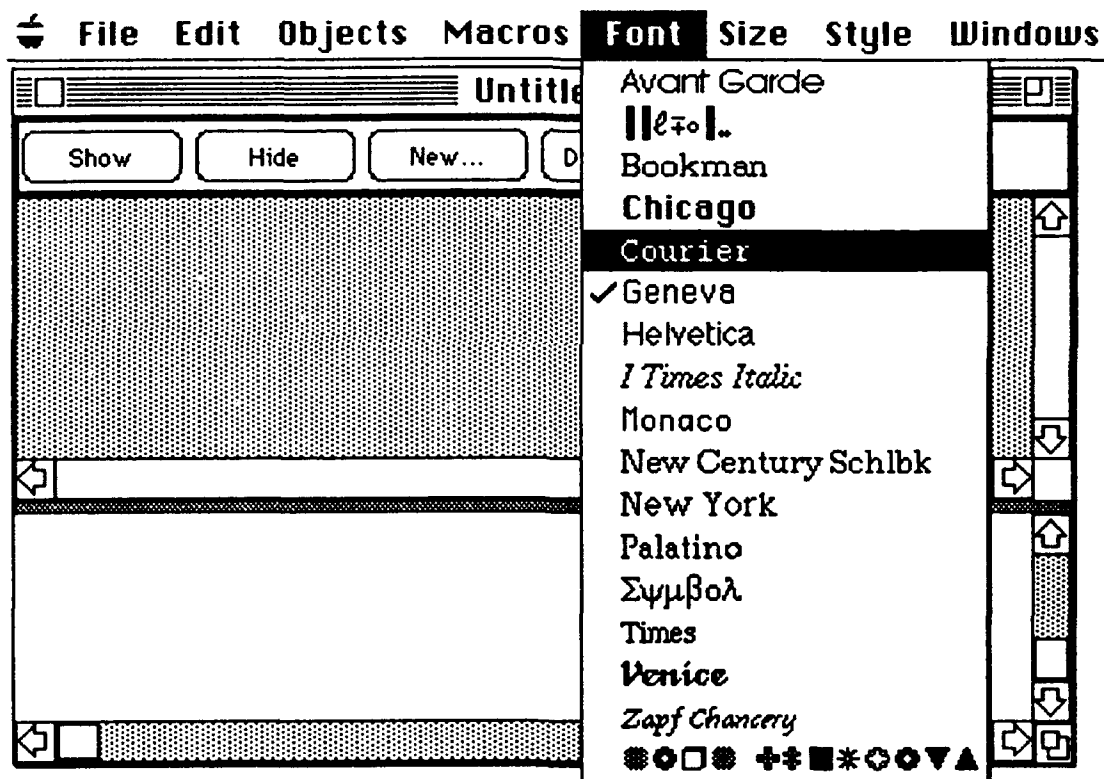 File Edit Objects Macros Font Size Style Windows
Untitle
Show Hide New... D
Avant Garde
Bookman
Chicago
Courier
✓Geneva
Helvetica
I Times Italic
Monaco
New Century Schlbk
New York
Palatino
Σψμβολ
Times
Venice
Zapf Chancery